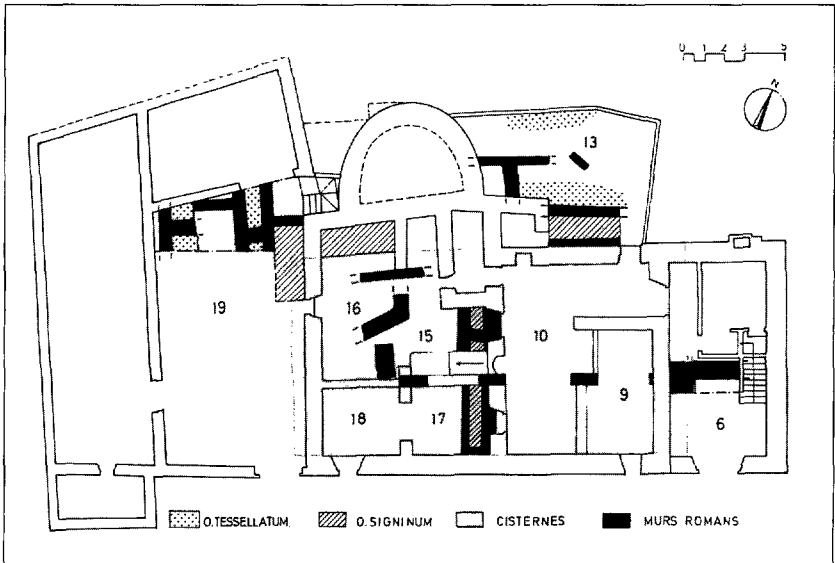 0 1 2 3 5
N
13
19
16
15
10
9
18
17
6
O.TESSELLATUM
O.SIGNINUM
CISTERNES
MURS ROMANS